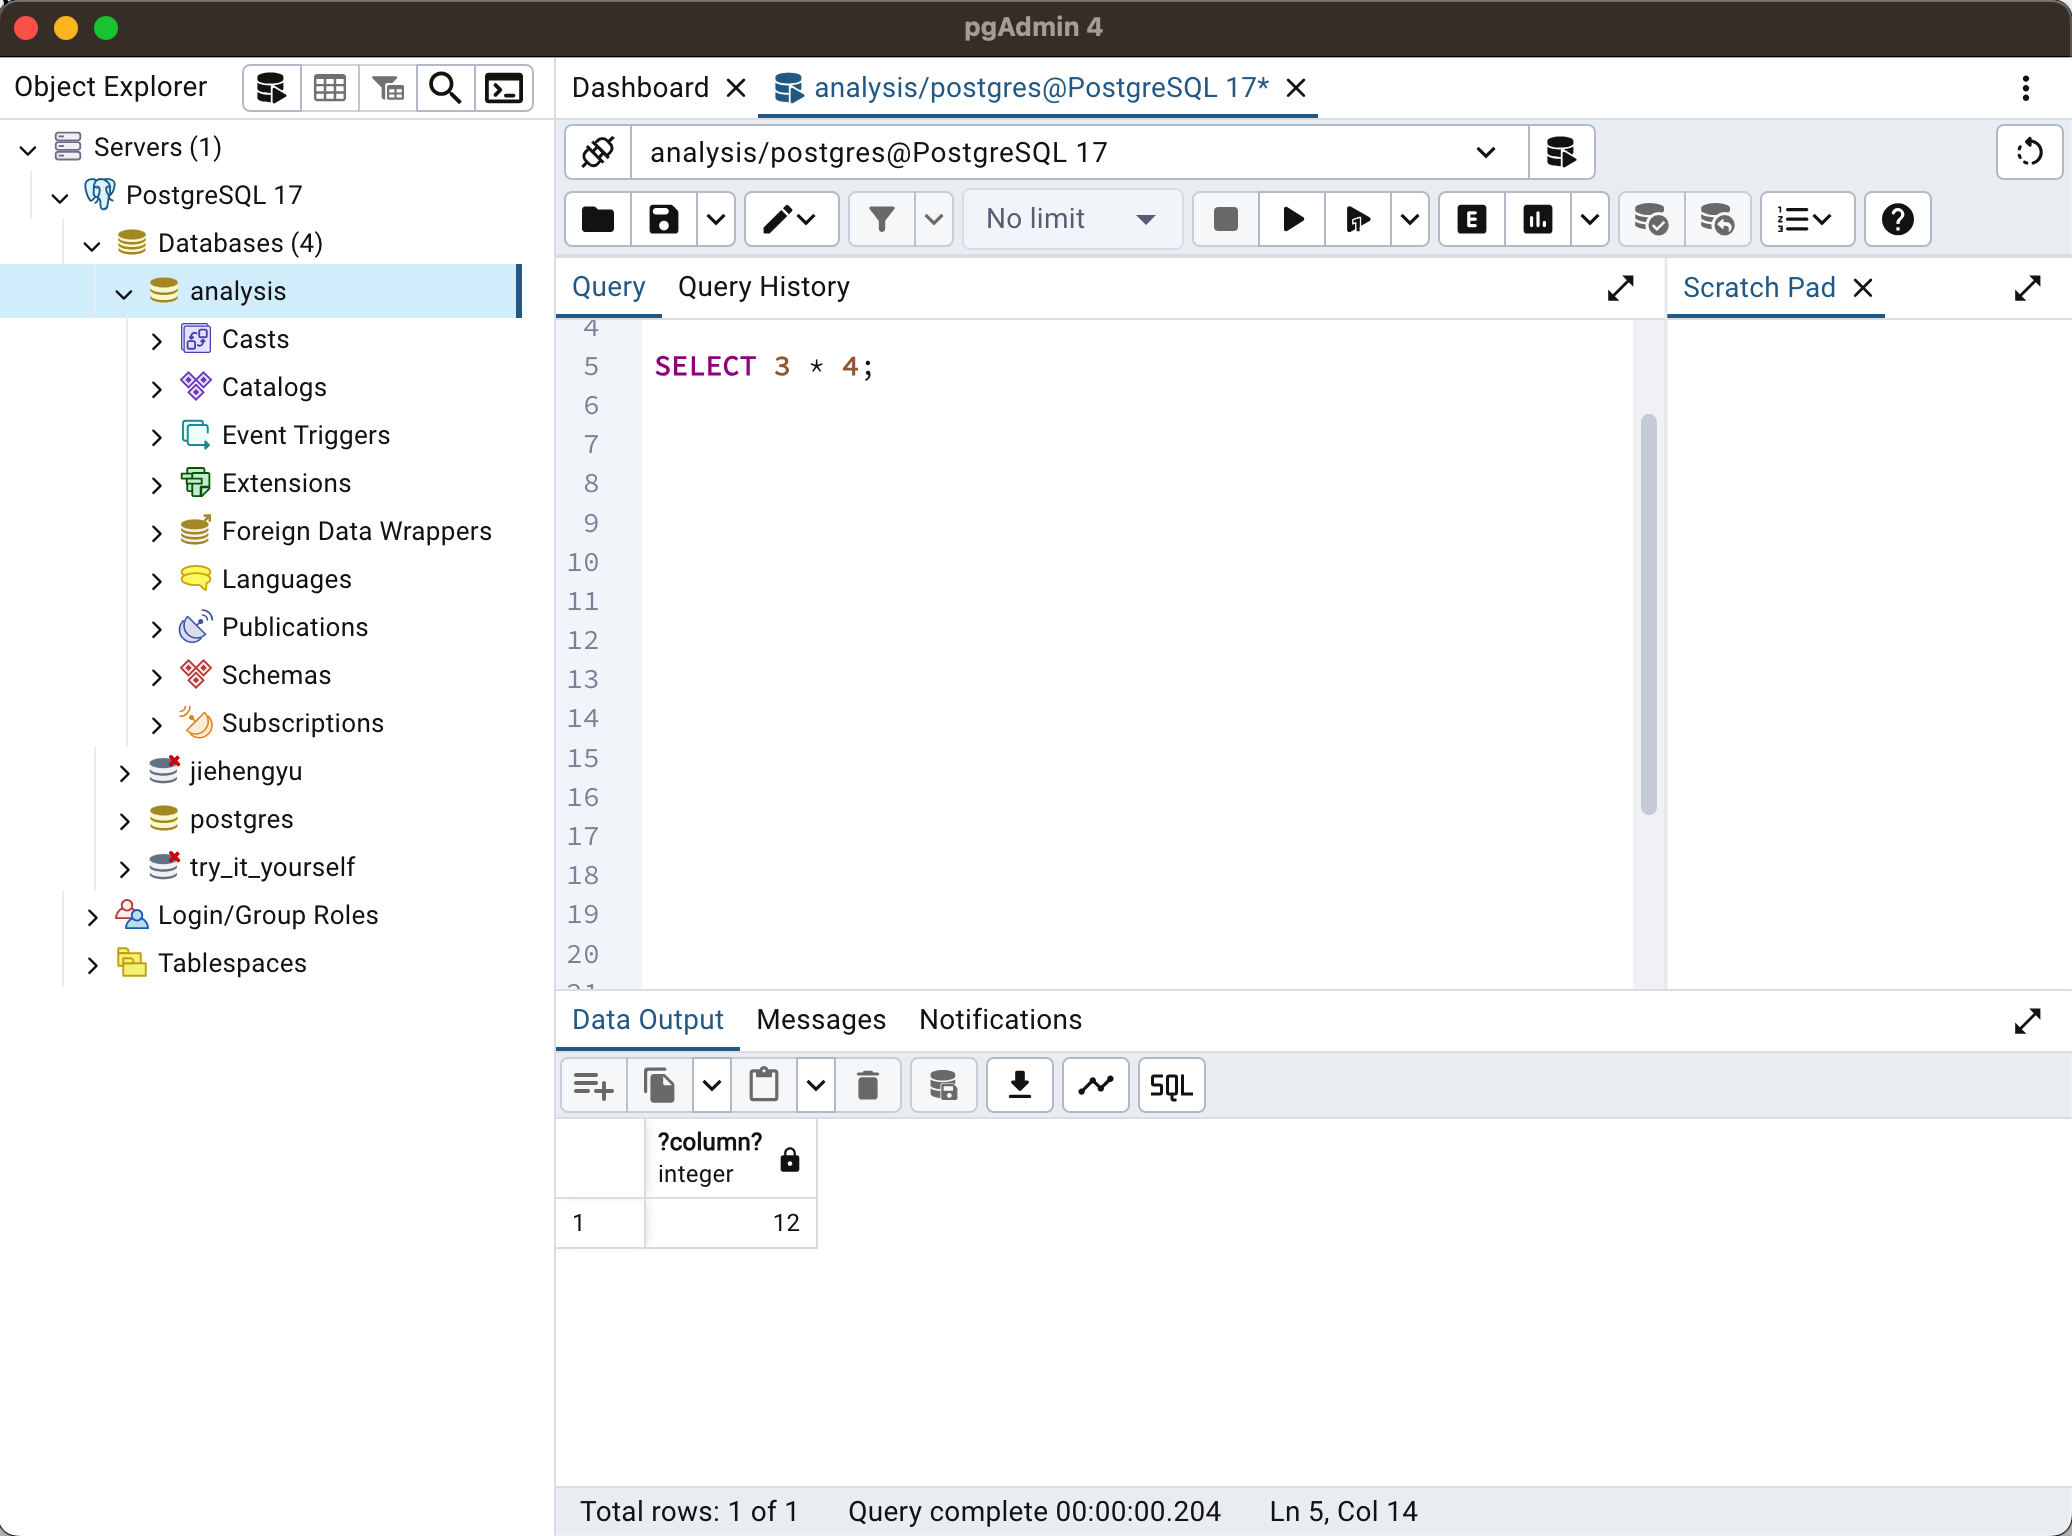 pgAdmin 4
Object Explorer
Servers (1)
PostgreSQL 17
Databases (4)
analysis
Casts
Catalogs
Event Triggers
Extensions
Foreign Data Wrappers
Languages
Publications
Schemas
Subscriptions
jiehengyu
postgres
try_it_yourself
Login/Group Roles
Tablespaces
Dashboard
analysis/postgres@PostgreSQL 17*
analysis/postgres@PostgreSQL 17
No limit
E
Query
Query History
Scratch Pad
4
5 SELECT 3 * 4;
6
7
8
9
10
11
12
13
14
15
16
17
18
19
20
21
Data Output
Messages
Notifications
SQL
?column?
integer
1 12
Total rows: 1 of 1
Query complete 00:00:00.204
Ln 5, Col 14